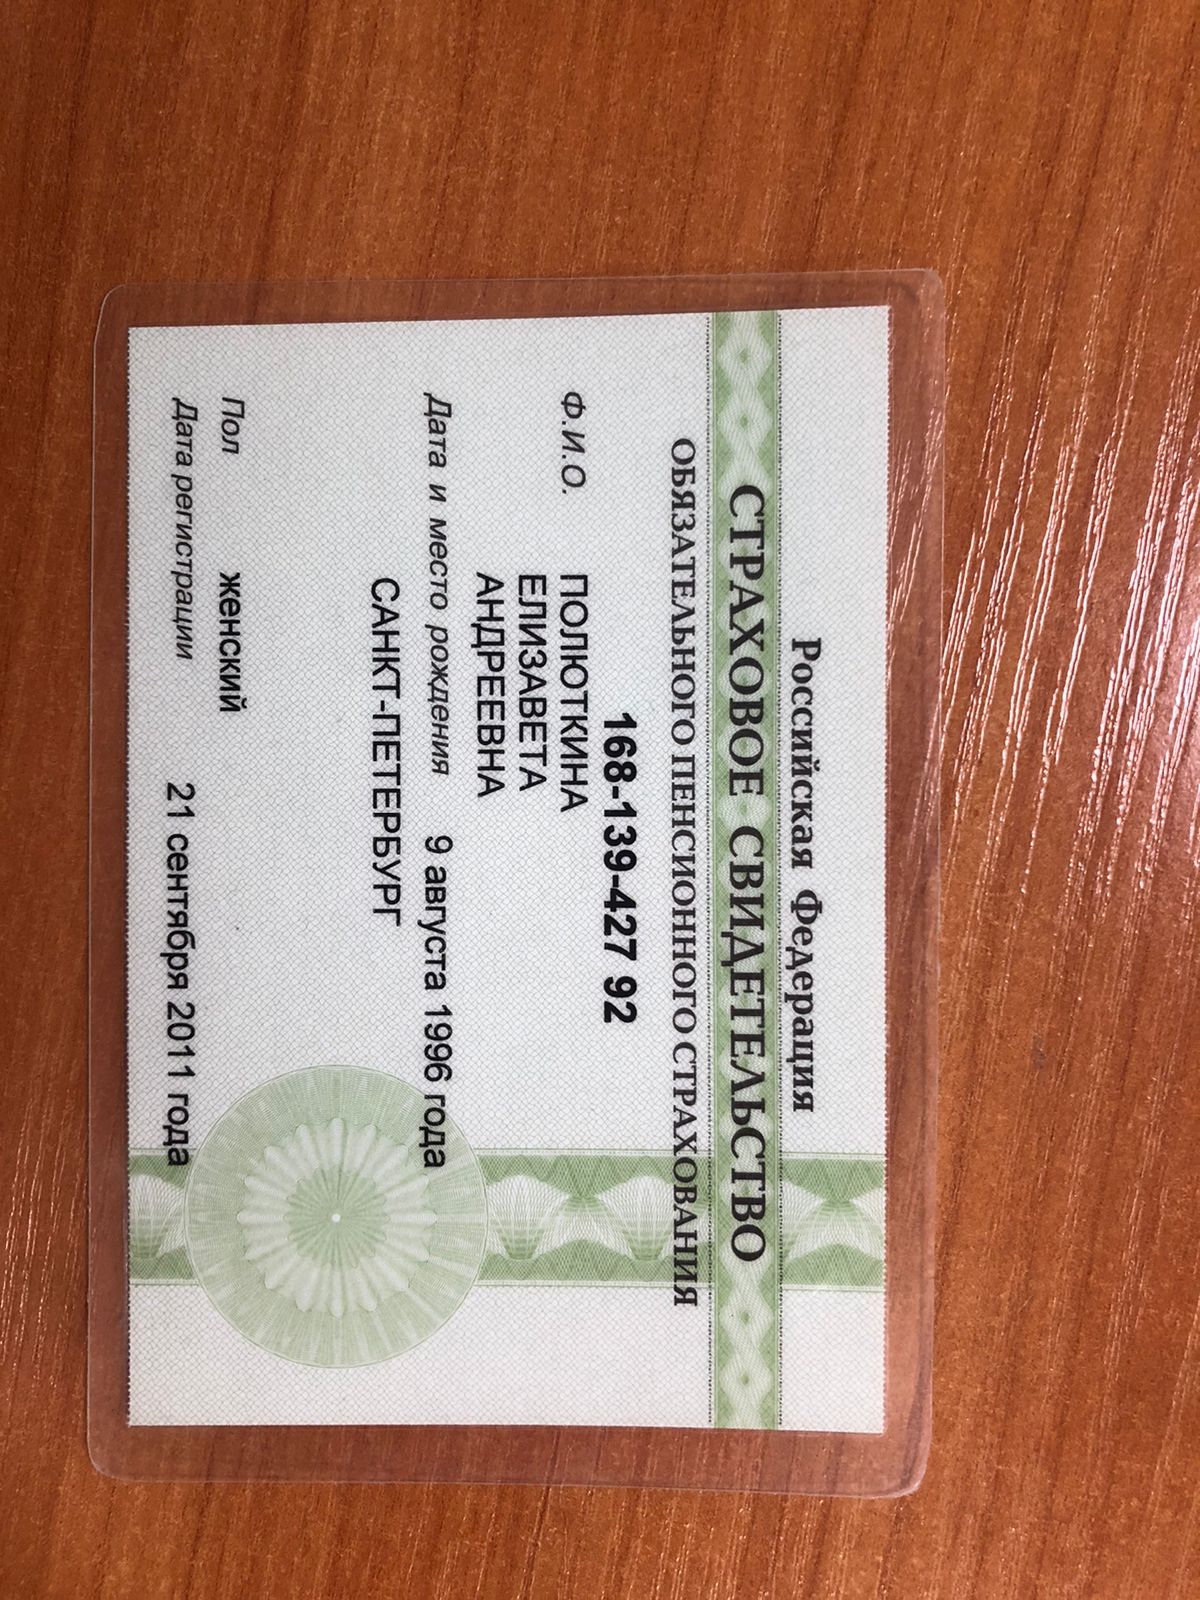 Российская Федерация
СТРАХОВОЕ СВИДЕТЕЛЬСТВО
ОБЯЗАТЕЛЬНОГО ПЕНСИОННОГО СТРАХОВАНИЯ
168-139-427 92
Ф.И.О. ПОЛЮТКИНА
ЕЛИЗАВЕТА
АНДРЕЕВНА
Дата и место рождения 9 августа 1996 года
САНКТ-ПЕТЕРБУРГ
Пол женский
Дата регистрации 21 сентября 2011 года